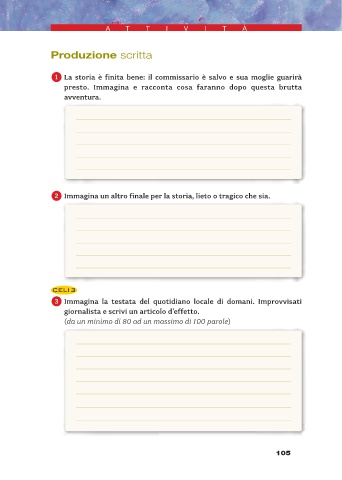 ATTIVITÀ
Produzione scritta
1 La storia è finita bene: il commissario è salvo e sua moglie guarirà
presto. Immagina e racconta cosa faranno dopo questa brutta
avventura.
2 Immagina un altro finale per la storia, lieto o tragico che sia.
CELI 3
3 Immagina la testata del quotidiano locale di domani. Improvvisati
giornalista e scrivi un articolo d'effetto.
(da un minimo di 80 ad un massimo di 100 parole)
105